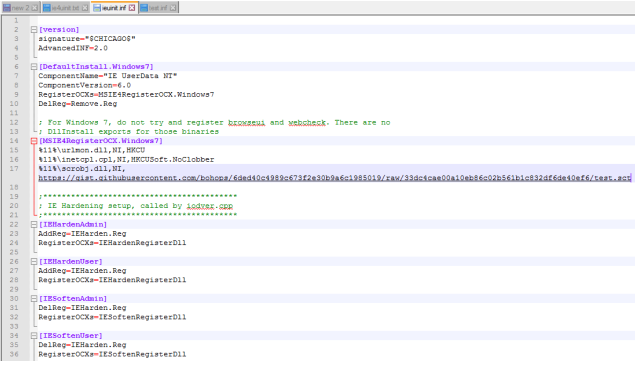 new 2 ie4uinit.txt ieuinit.inf test.inf
1
2 [version]
3 signature="$CHICAGO$"
4 AdvancedINF=2.0
5
6 [DefaultInstall.Windows7]
7 ComponentName="IE UserData NT"
8 ComponentVersion=6.0
9 RegisterOCXs=MSIE4RegisterOCX.Windows7
10 DelReg=Remove.Reg
11
12 ; For Windows 7, do not try and register browseui and webcheck. There are no
13 ; DllInstall exports for those binaries
14 [MSIE4RegisterOCX.Windows7]
15 %11%\urlmon.dll,NI,HKCU
16 %11%\inetcpl.cpl,NI,HKCUSoft.NoClobber
17 %11%\scrobj.dll,NI,
https://gist.githubusercontent.com/bohops/6ded40c4989c673f2e30b9a6c1985019/raw/33dc4cae00a10eb86c02b561b1c832df6de40ef6/test.sct
18
19 ;******************************************
20 ; IE Hardening setup, called by iodver.cpp
21 ;******************************************
22 [IEHardenAdmin]
23 AddReg=IEHarden.Reg
24 RegisterOCXs=IEHardenRegisterDll
25
26 [IEHardenUser]
27 AddReg=IEHarden.Reg
28 RegisterOCXs=IEHardenRegisterDll
29
30 [IESoftenAdmin]
31 DelReg=IEHarden.Reg
32 RegisterOCXs=IESoftenRegisterDll
33
34 [IESoftenUser]
35 DelReg=IEHarden.Reg
36 RegisterOCXs=IESoftenRegisterDll